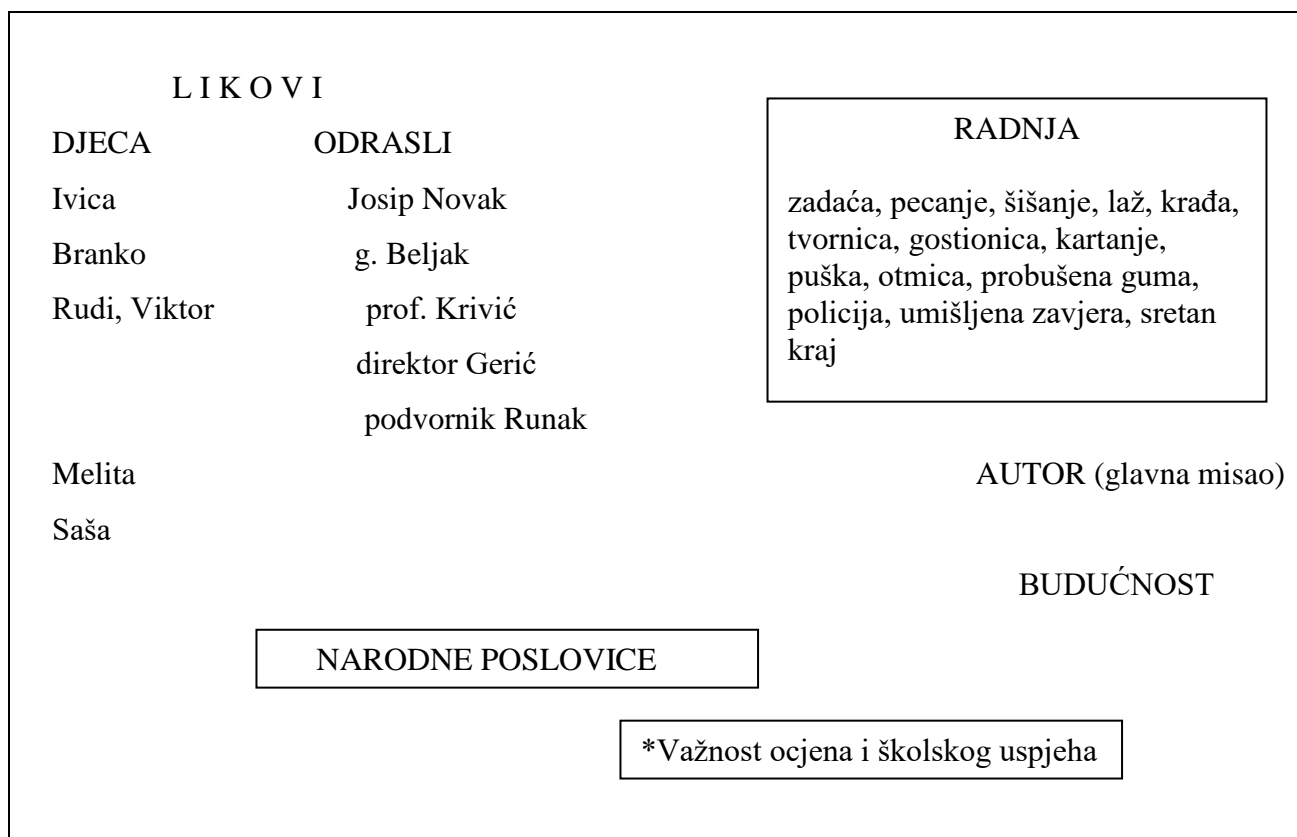 L I K O V I
DJECA ODRASLI
Ivica Josip Novak
Branko g. Beljak
Rudi, Viktor prof. Krivić
direktor Gerić
podvornik Runak
RADNJA
zadaća, pecanje, šišanje, laž, krađa,
tvornica, gostionica, kartanje,
puška, otmica, probušena guma,
policija, umišljena zavjera, sretan
kraj
Melita AUTOR (glavna misao)
Saša
BUDUĆNOST
NARODNE POSLOVICE
*Važnost ocjena i školskog uspjeha